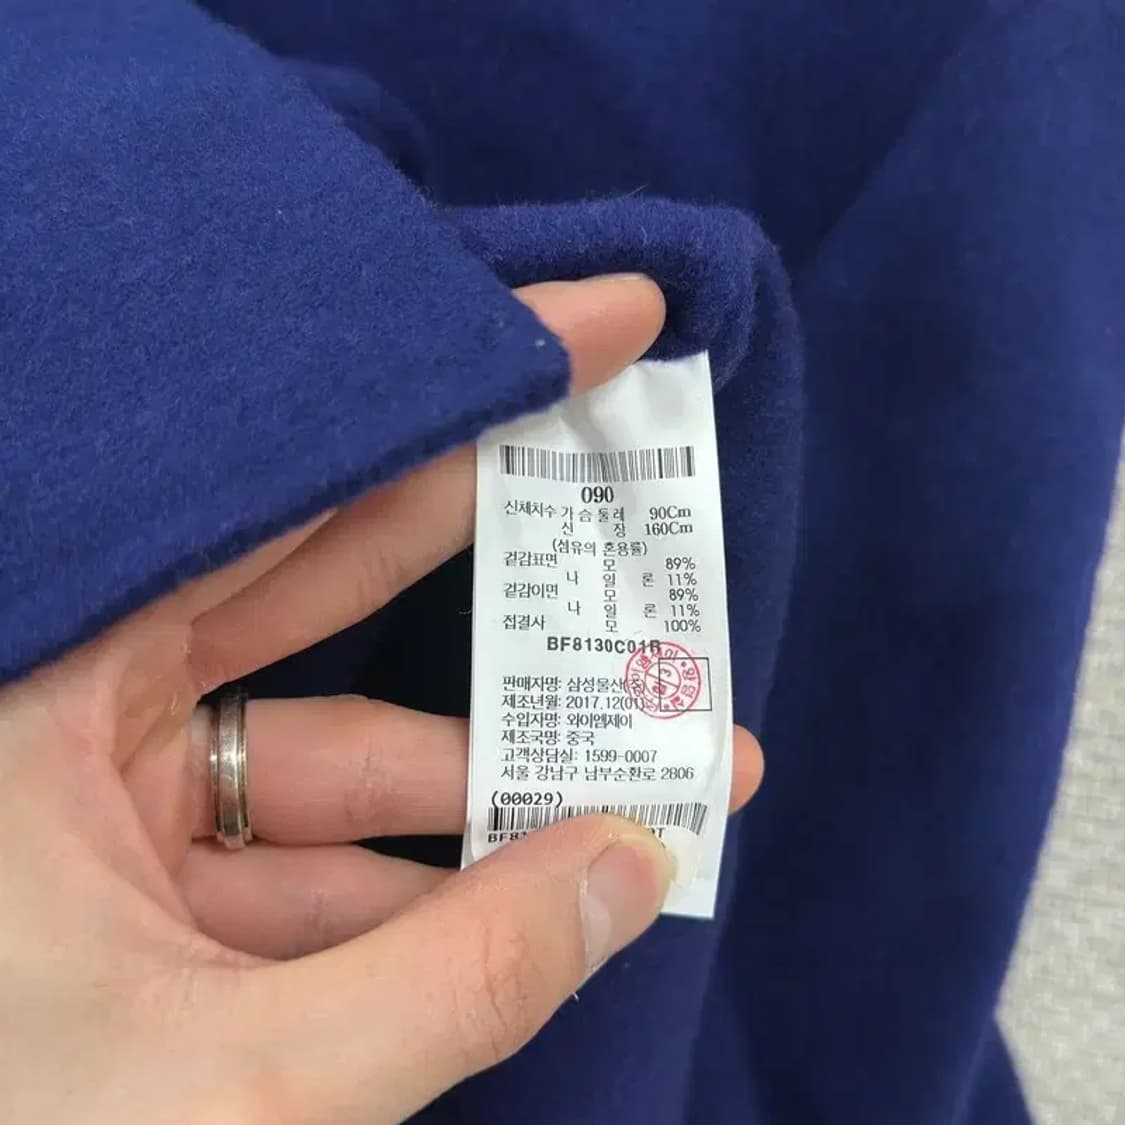 090
신체치수 가 슴 둘 레 90Cm
신 장 160Cm
(섬유의 혼용률)
겉감표면 모 89%
나 일 론 11%
겉감이면 모 89%
나 일 론 11%
접결사 모 100%
BF8130C01R
판매자명: 삼성물산(주)
제조년월: 2017.12(01)
수입자명: 와이엠제이
제조국명: 중국
고객상담실: 1599-0007
서울 강남구 남부순환로 2806
(00029)